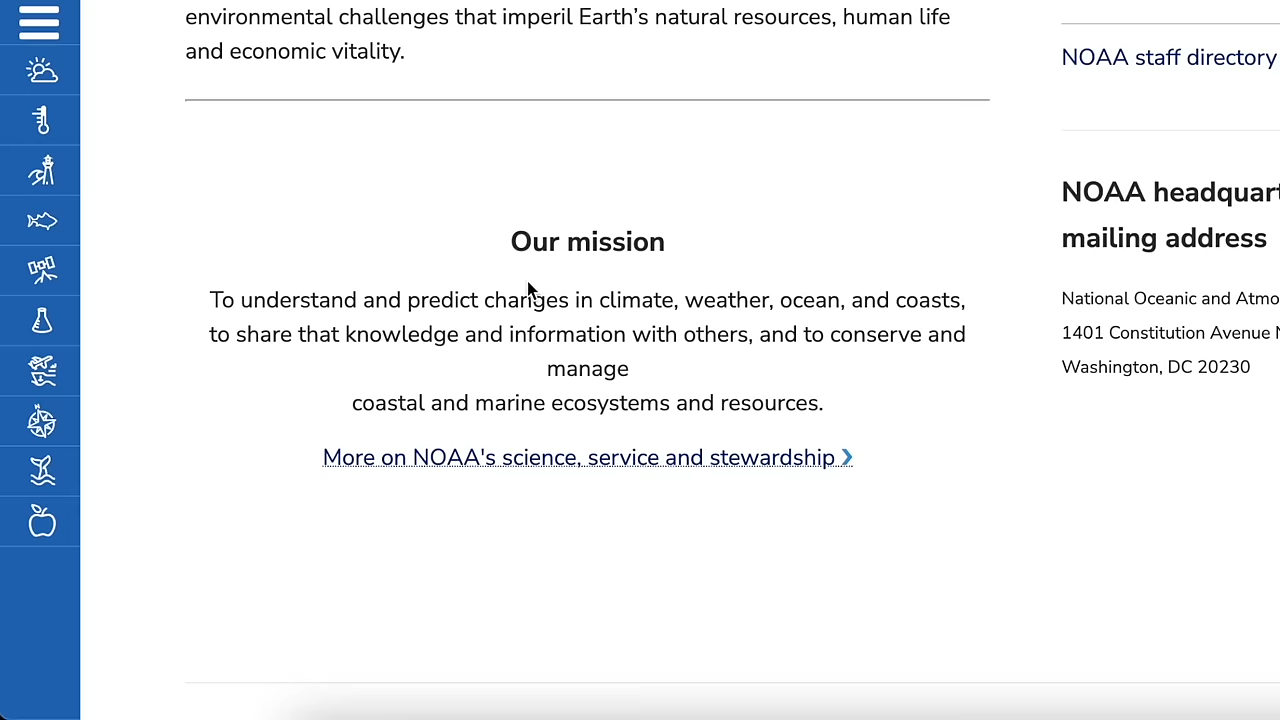 environmental challenges that imperil Earth’s natural resources, human life
and economic vitality.
Our mission
To understand and predict changes in climate, weather, ocean, and coasts,
to share that knowledge and information with others, and to conserve and
manage
coastal and marine ecosystems and resources.
More on NOAA's science, service and stewardship ❯
NOAA staff directory
NOAA headquart
mailing address
National Oceanic and Atmo
1401 Constitution Avenue N
Washington, DC 20230